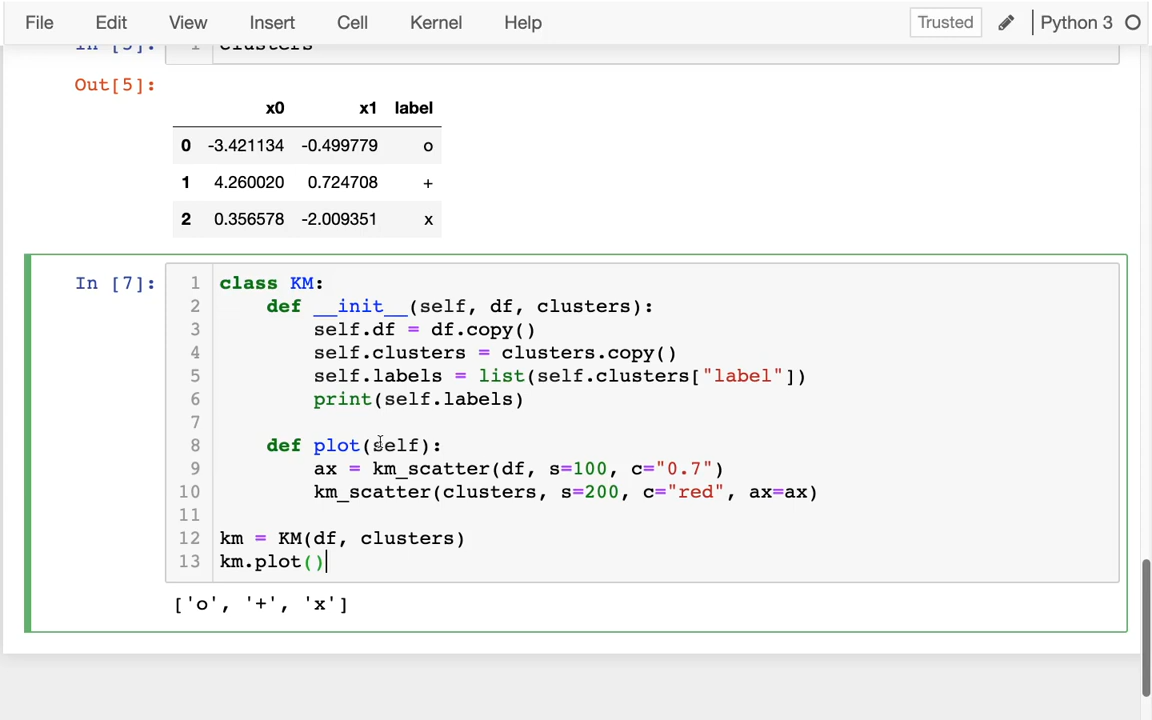 File Edit View Insert Cell Kernel Help Trusted Python 3
In [5]: 1 clusters
Out[5]:
x0 x1 label
0 -3.421134 -0.499779 o
1 4.260020 0.724708 +
2 0.356578 -2.009351 x
In [7]: 1 class KM:
2 def __init__(self, df, clusters):
3 self.df = df.copy()
4 self.clusters = clusters.copy()
5 self.labels = list(self.clusters["label"])
6 print(self.labels)
7
8 def plot(self):
9 ax = km_scatter(df, s=100, c="0.7")
10 km_scatter(clusters, s=200, c="red", ax=ax)
11
12 km = KM(df, clusters)
13 km.plot()
['o', '+', 'x']